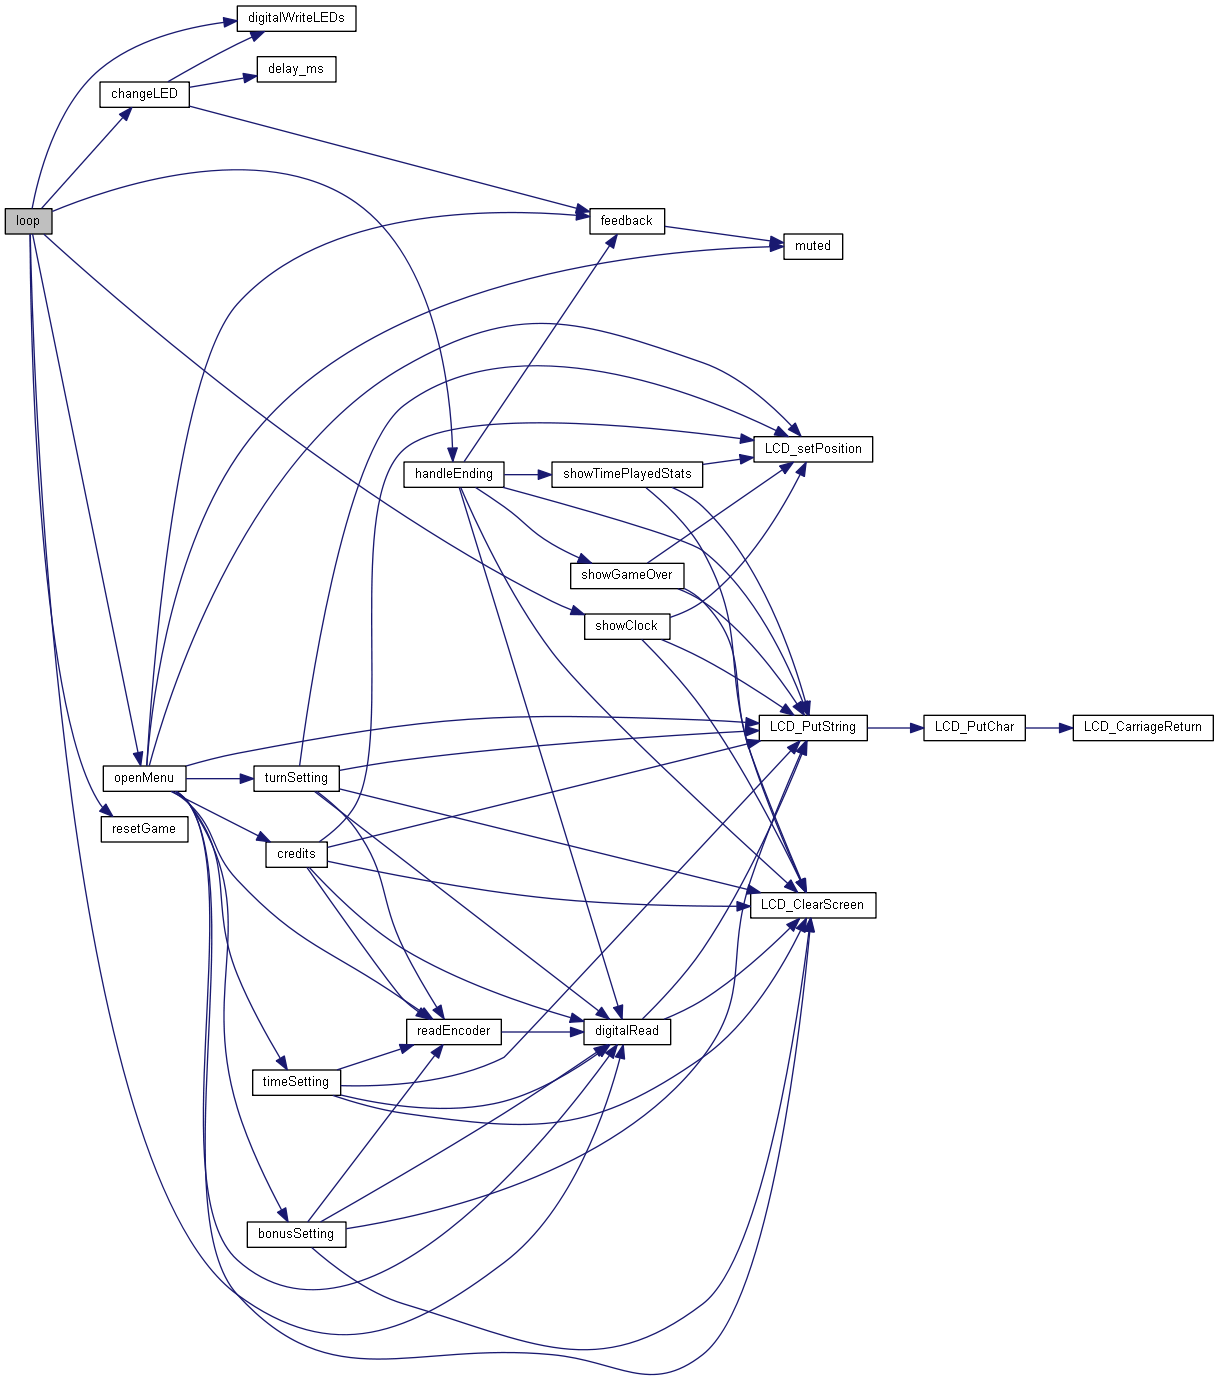 digitalWriteLEDs
delay_ms
changeLED
loop
feedback
muted
LCD_setPosition
handleEnding
showTimePlayedStats
showGameOver
showClock
LCD_PutString
LCD_PutChar
LCD_CarriageReturn
openMenu
turnSetting
resetGame
credits
LCD_ClearScreen
readEncoder
digitalRead
timeSetting
bonusSetting